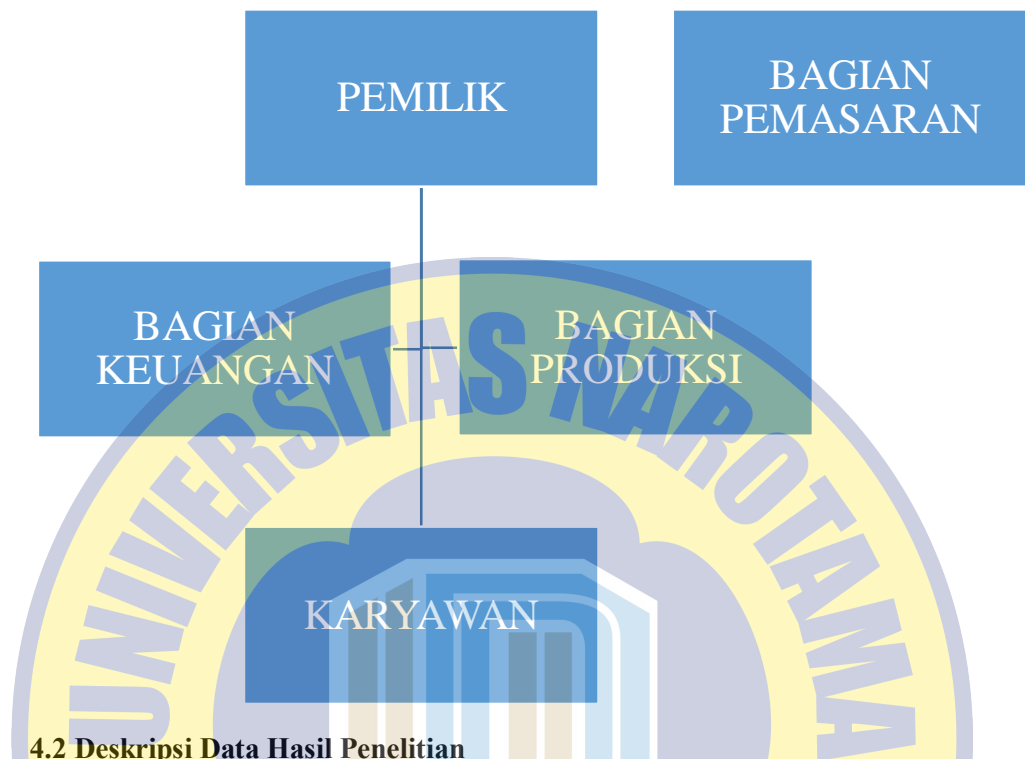 PEMILIK
BAGIAN
PEMASARAN
BAGIAN
KEUANGAN
BAGIAN
PRODUKSI
UNIVERSITAS NAROTAMA
KARYAWAN
4.2 Deskripsi Data Hasil Penelitian